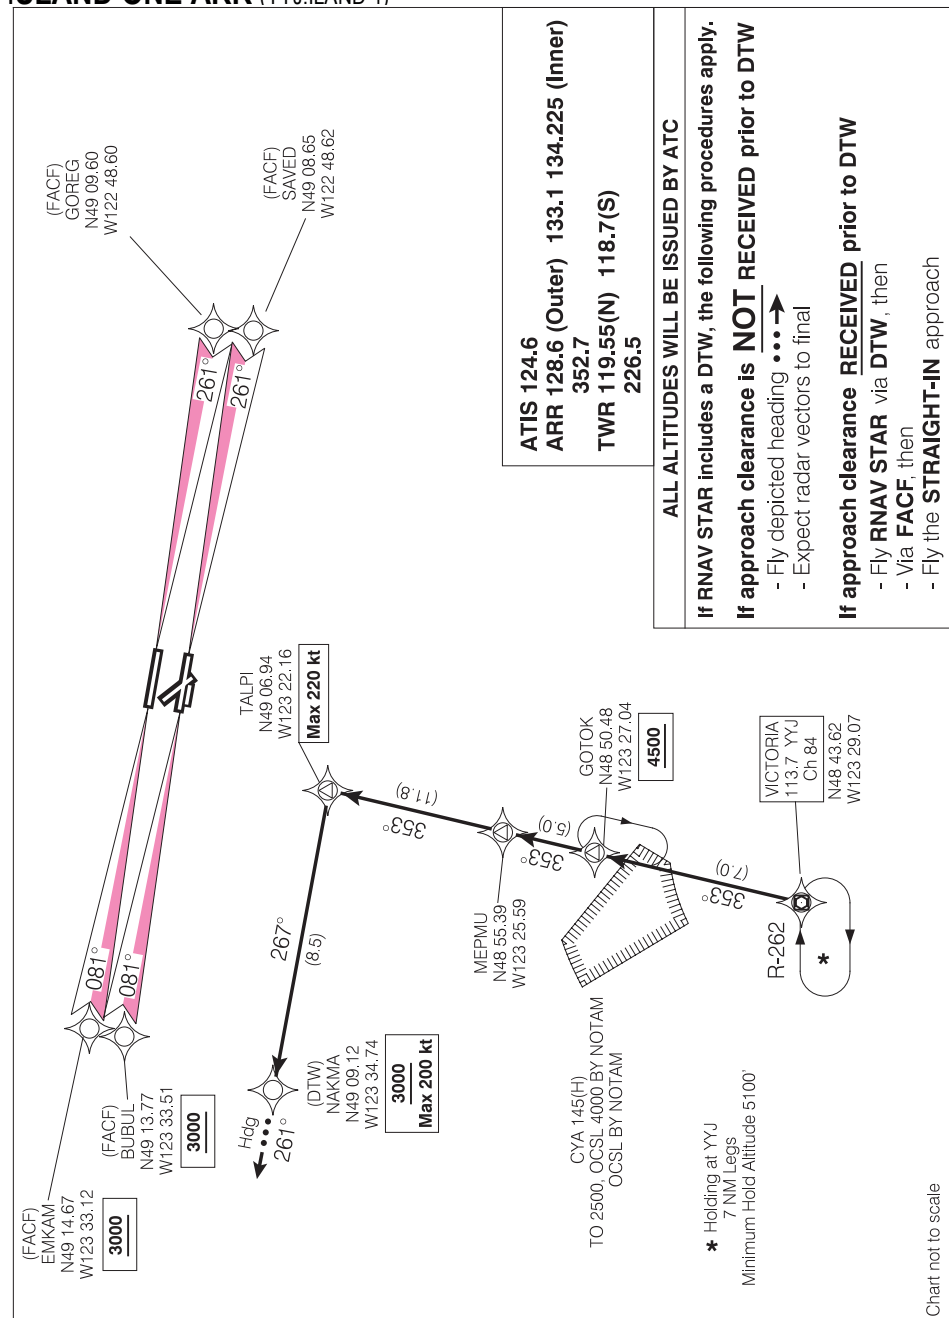 ISLAND ONE ARR (YYJ.ILAND 1)
(FACF)
GOREG
N49 09.60
W122 48.60
(FACF)
SAVED
N49 08.65
W122 48.62
261°
261°
ATIS 124.6
ARR 128.6 (Outer) 133.1 134.225 (Inner)
352.7
TWR 119.55(N) 118.7(S)
226.5
ALL ALTITUDES WILL BE ISSUED BY ATC
If RNAV STAR includes a DTW, the following procedures apply.
If approach clearance is NOT RECEIVED prior to DTW
- Fly depicted heading
- Expect radar vectors to final
If approach clearance RECEIVED prior to DTW
- Fly RNAV STAR via DTW, then
- Via FACF, then
- Fly the STRAIGHT-IN approach
TALPI
N49 06.94
W123 22.16
Max 220 kt
(11.8)
353°
GOTOK
N48 50.48
W123 27.04
4500
(5.0)
353°
MEPMU
N48 55.39
W123 25.59
VICTORIA
113.7 YYJ
Ch 84
N48 43.62
W123 29.07
(7.0)
353°
R-262
*
267°
(8.5)
081°
081°
(FACF)
EMKAM
N49 14.67
W123 33.12
3000
(FACF)
BUBUL
N49 13.77
W123 33.51
3000
Hdg
261°
(DTW)
NAKMA
N49 09.12
W123 34.74
3000
Max 200 kt
CYA 145(H)
TO 2500, OCSL 4000 BY NOTAM
OCSL BY NOTAM
* Holding at YYJ
7 NM Legs
Minimum Hold Altitude 5100'
Chart not to scale